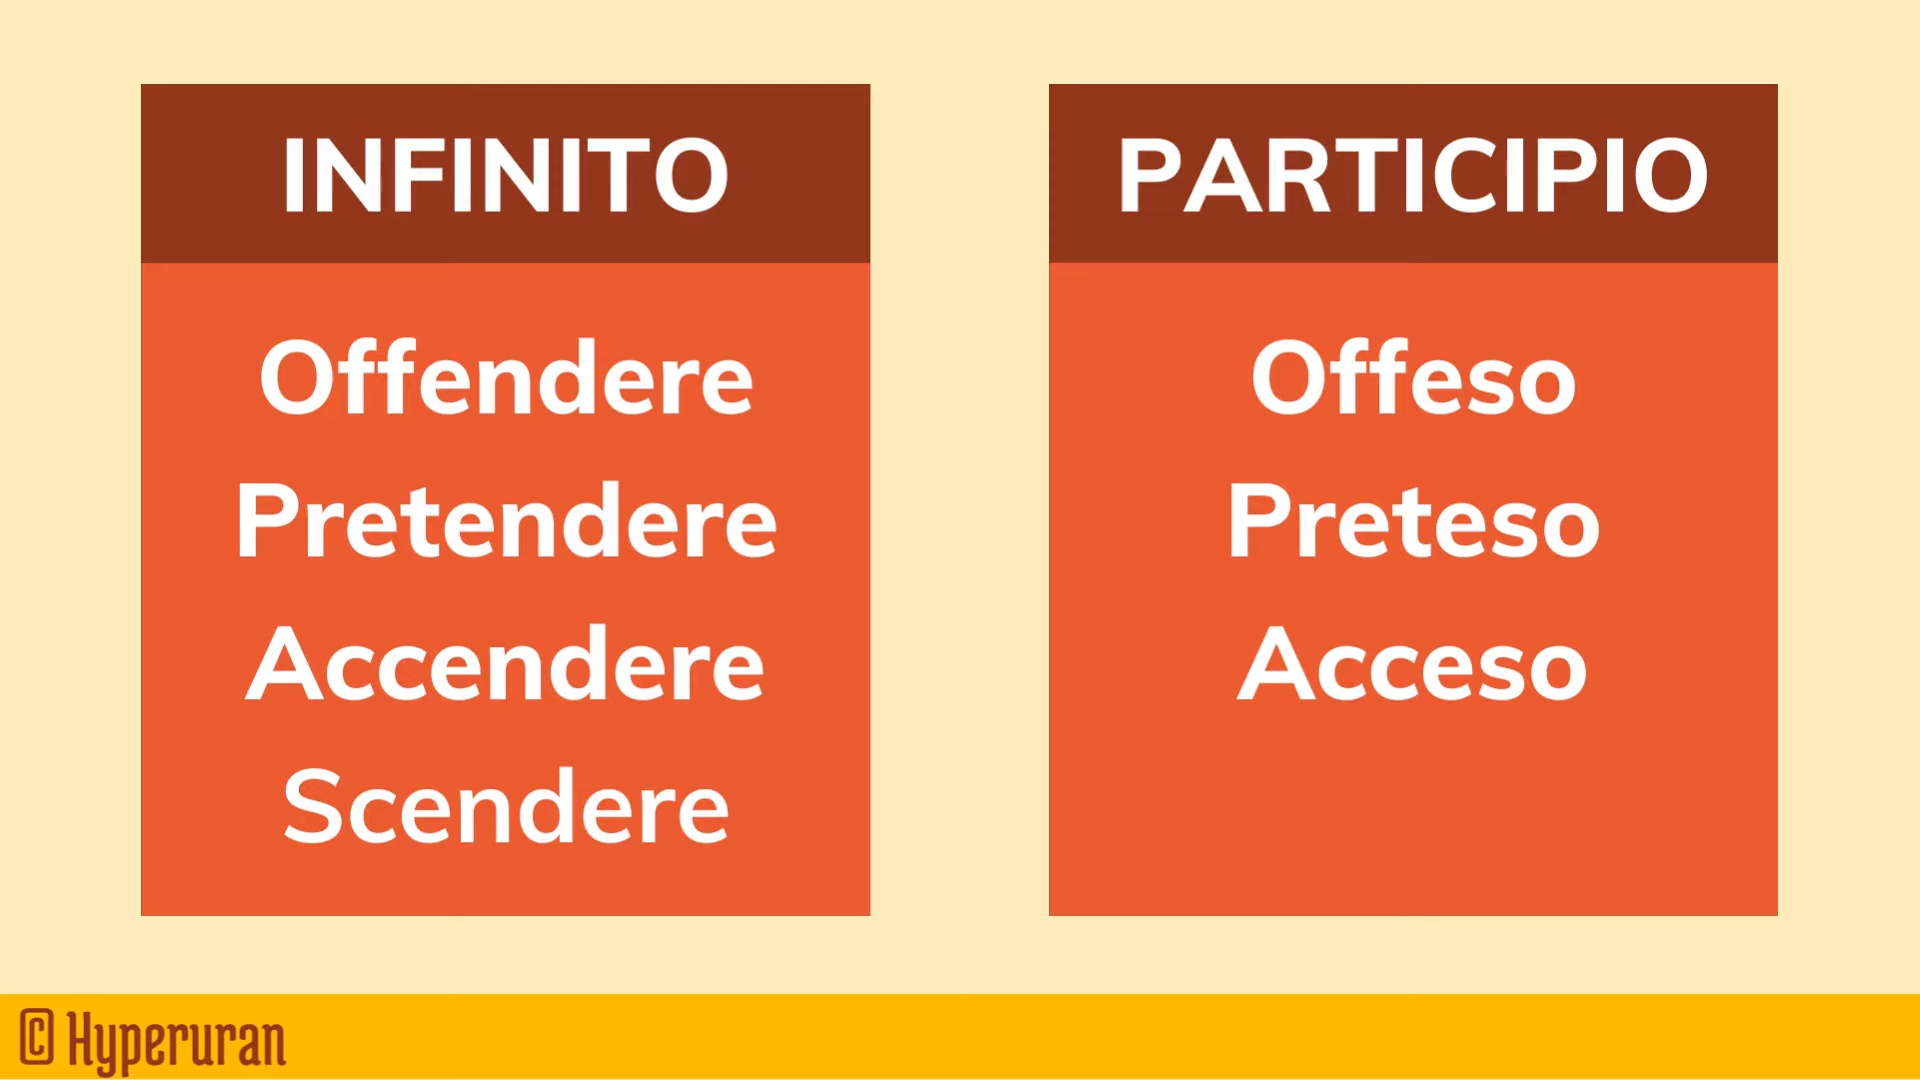 INFINITO
Offendere
Pretendere
Accendere
Scendere
PARTICIPIO
Offeso
Preteso
Acceso
© Hyperuran